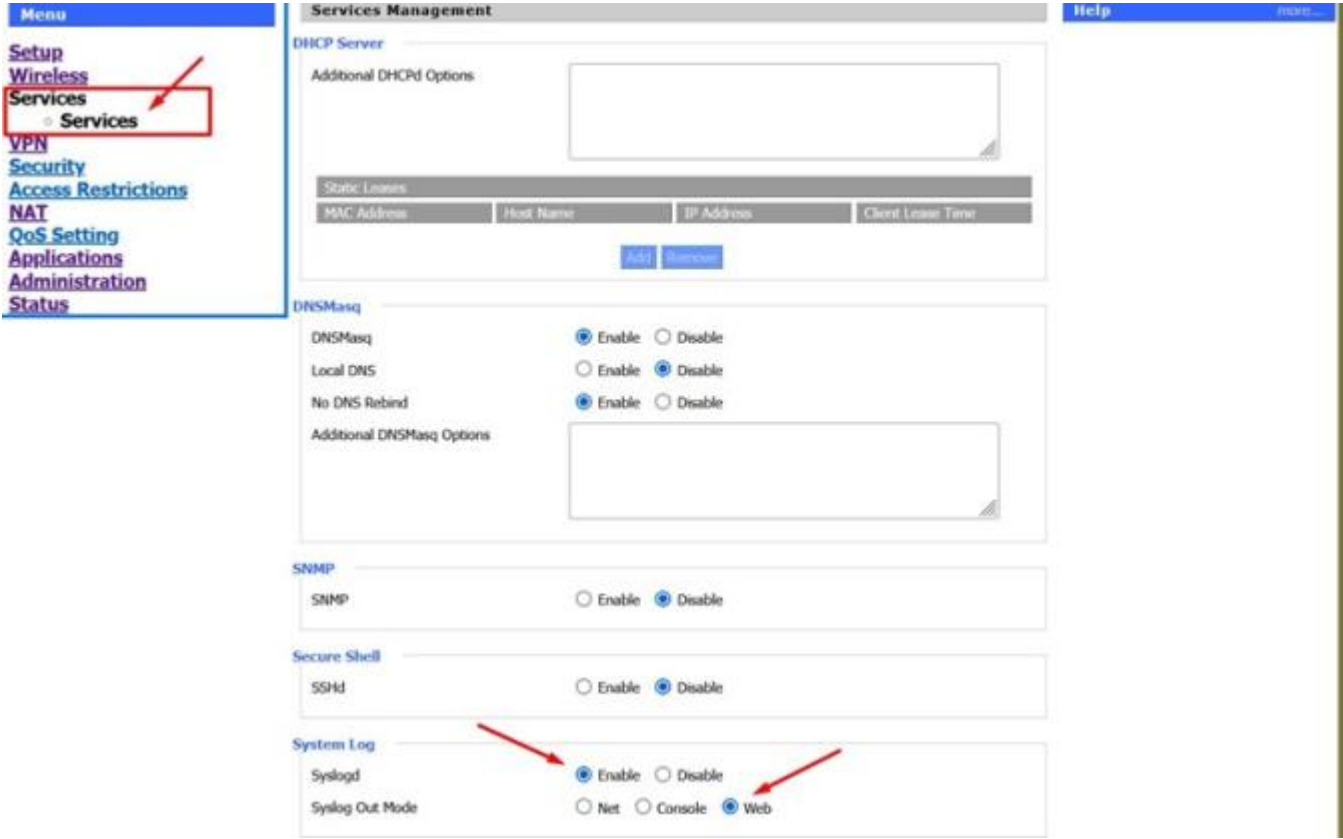 Menu
Setup
Wireless
Services
Services
VPN
Security
Access Restrictions
NAT
QoS Setting
Applications
Administration
Status
Services Management
DHCP Server
Additional DHCPd Options
Static Leases
MAC Address Host Name IP Address Client Lease Time
Add Remove
DNSMasq
DNSMasq Enable Disable
Local DNS Enable Disable
No DNS Rebind Enable Disable
Additional DNSMasq Options
SNMP
SNMP Enable Disable
Secure Shell
SSHd Enable Disable
System Log
Syslogd Enable Disable
Syslog Out Mode Net Console Web
Help more...